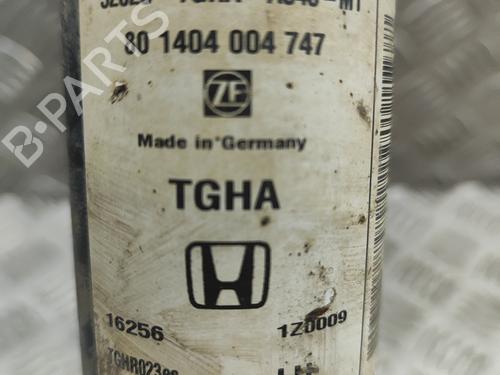 80 1404 004 747
ZF
Made in Germany
TGHA
16256 1Z0009
B-PARTS